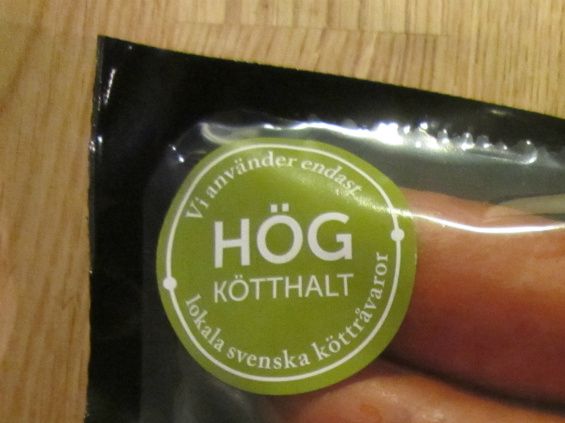 Vi använder endast
HÖG
KÖTTHALT
lokala svenska köttråvaror